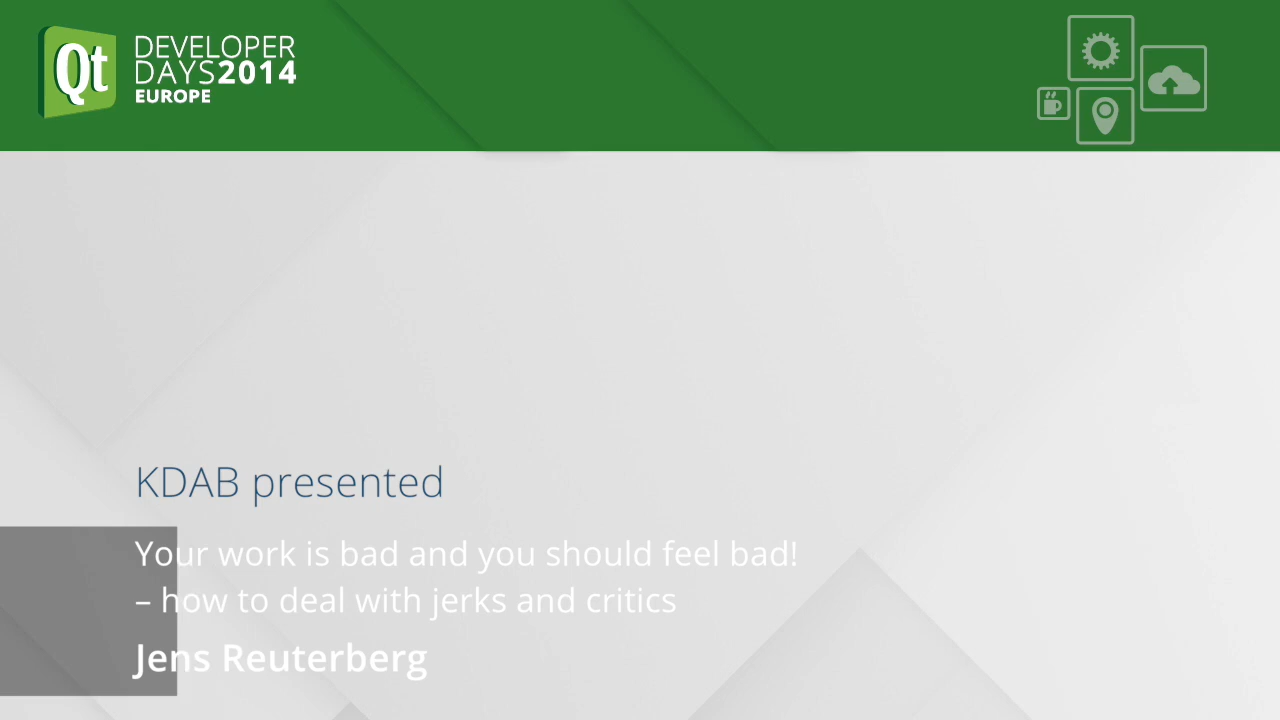 Qt
DEVELOPER
DAYS2014
EUROPE
KDAB presented
Your work is bad and you should feel bad!
– how to deal with jerks and critics
Jens Reuterberg